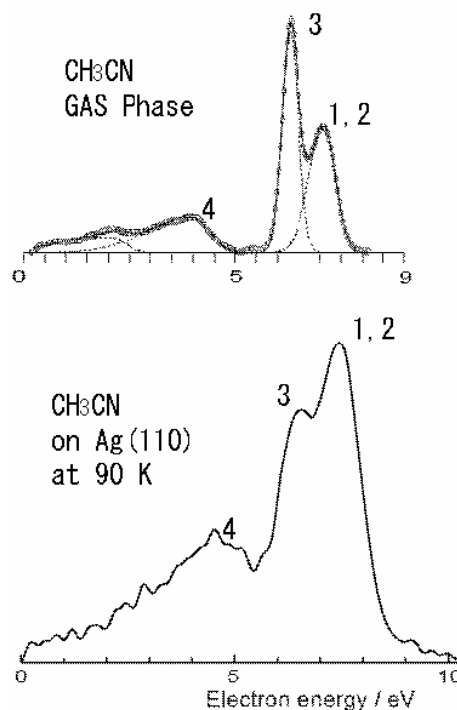 3
CH3CN
GAS Phase
1, 2
4
0
5
9
1, 2
CH3CN
on Ag(110)
at 90 K
3
4
0
5
10
Electron energy / eV